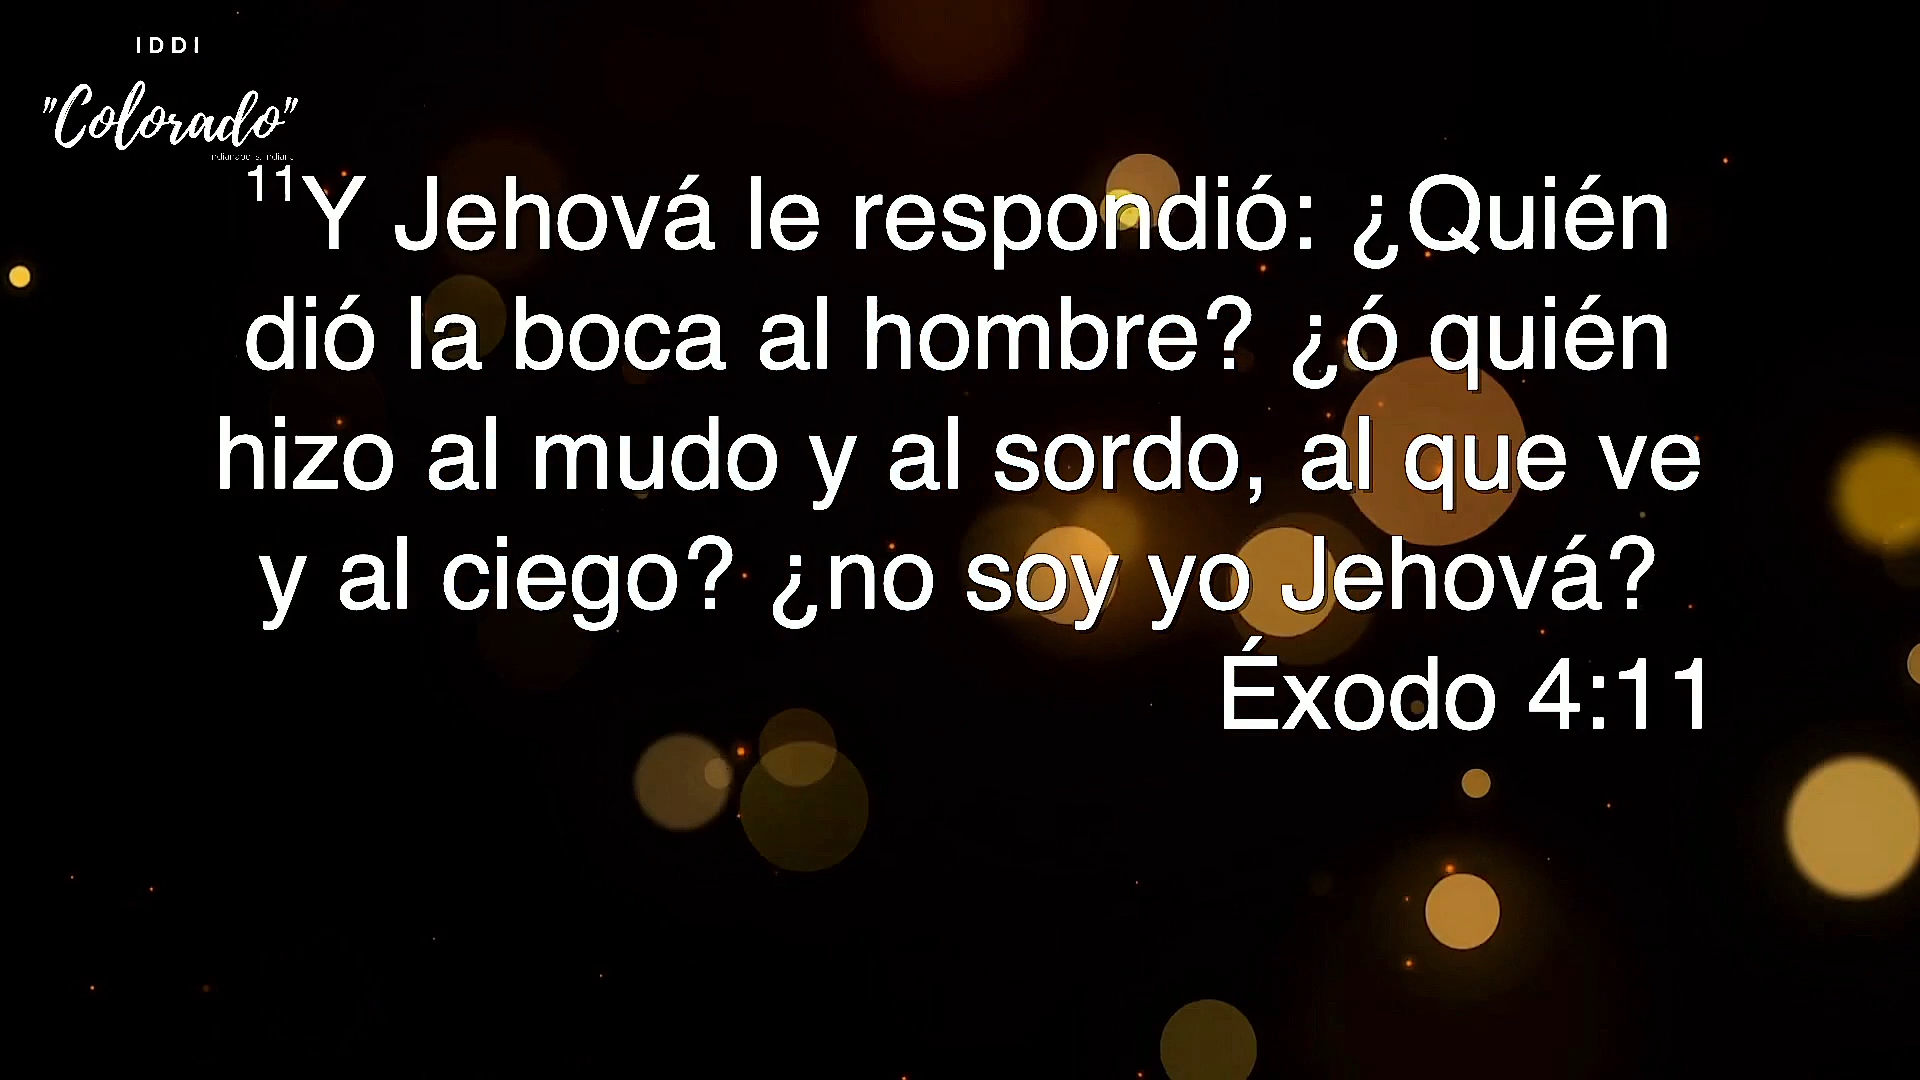 IDDI
"Colorado"
11Y Jehová le respondió: ¿Quién
dió la boca al hombre? ¿ó quién
hizo al mudo y al sordo, al que ve
y al ciego? ¿no soy yo Jehová?
Éxodo 4:11